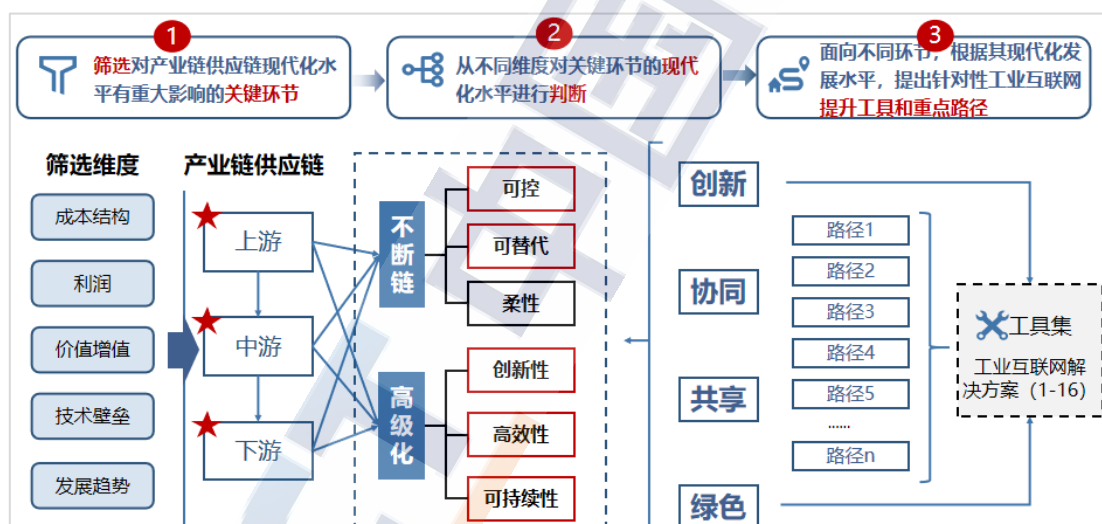 1
筛选对产业链供应链现代化水
平有重大影响的关键环节
2
从不同维度对关键环节的现代
化水平进行判断
3
面向不同环节，根据其现代化发
展水平，提出针对性工业互联网
提升工具和重点路径
筛选维度
成本结构
利润
价值增值
技术壁垒
发展趋势
产业链供应链
上游
中游
下游
不断链
可控
可替代
柔性
高级化
创新性
高效性
可持续性
创新
协同
共享
绿色
路径1
路径2
路径3
路径4
路径5
......
路径n
工具集
工业互联网解
决方案（1-16）